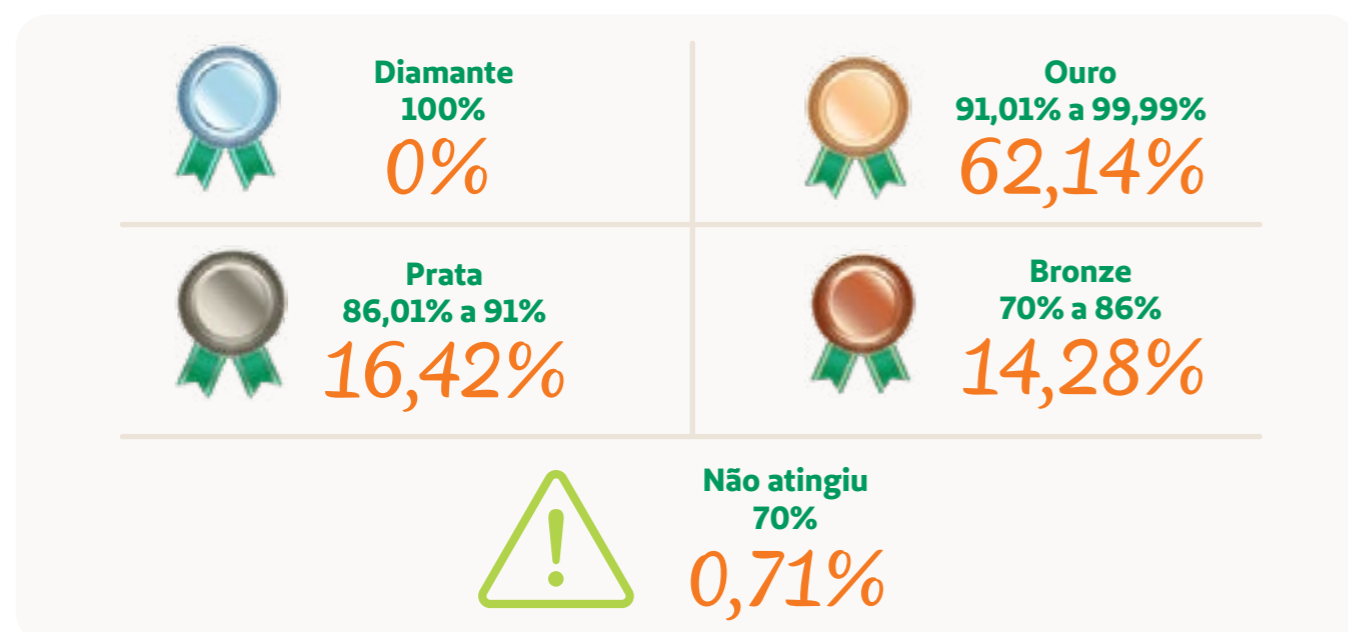 Diamante
100%
0%
Ouro
91,01% a 99,99%
62,14%
Prata
86,01% a 91%
16,42%
Bronze
70% a 86%
14,28%
Não atingiu
70%
0,71%